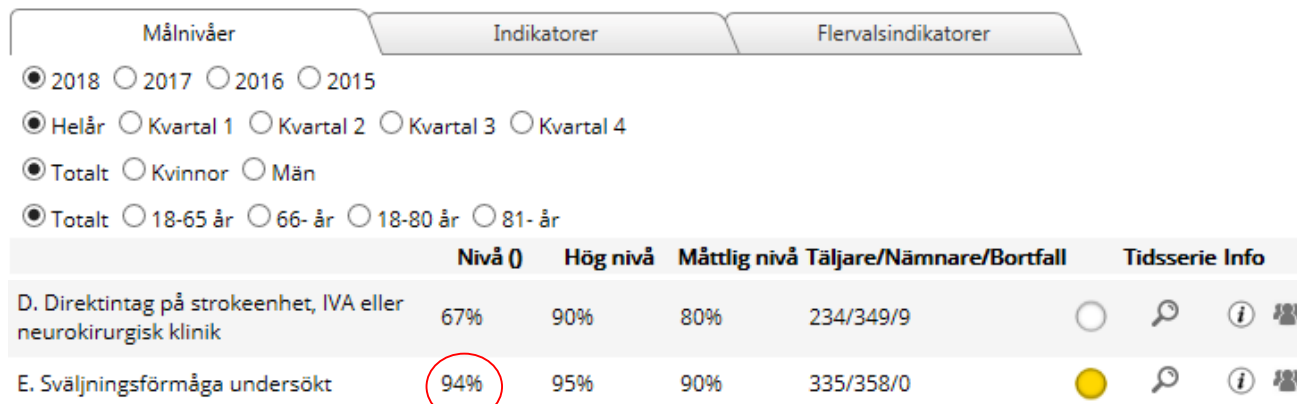 Målnivåer Indikatorer Flervalsindikatorer
2018 2017 2016 2015
Helår Kvartal 1 Kvartal 2 Kvartal 3 Kvartal 4
Totalt Kvinnor Män
Totalt 18-65 år 66- år 18-80 år 81- år
Nivå () Hög nivå Måttlig nivå Täljare/Nämnare/Bortfall Tidsserie Info
D. Direktintag på strokeenhet, IVA eller
neurokirurgisk klinik 67% 90% 80% 234/349/9
E. Sväljningsförmåga undersökt 94% 95% 90% 335/358/0